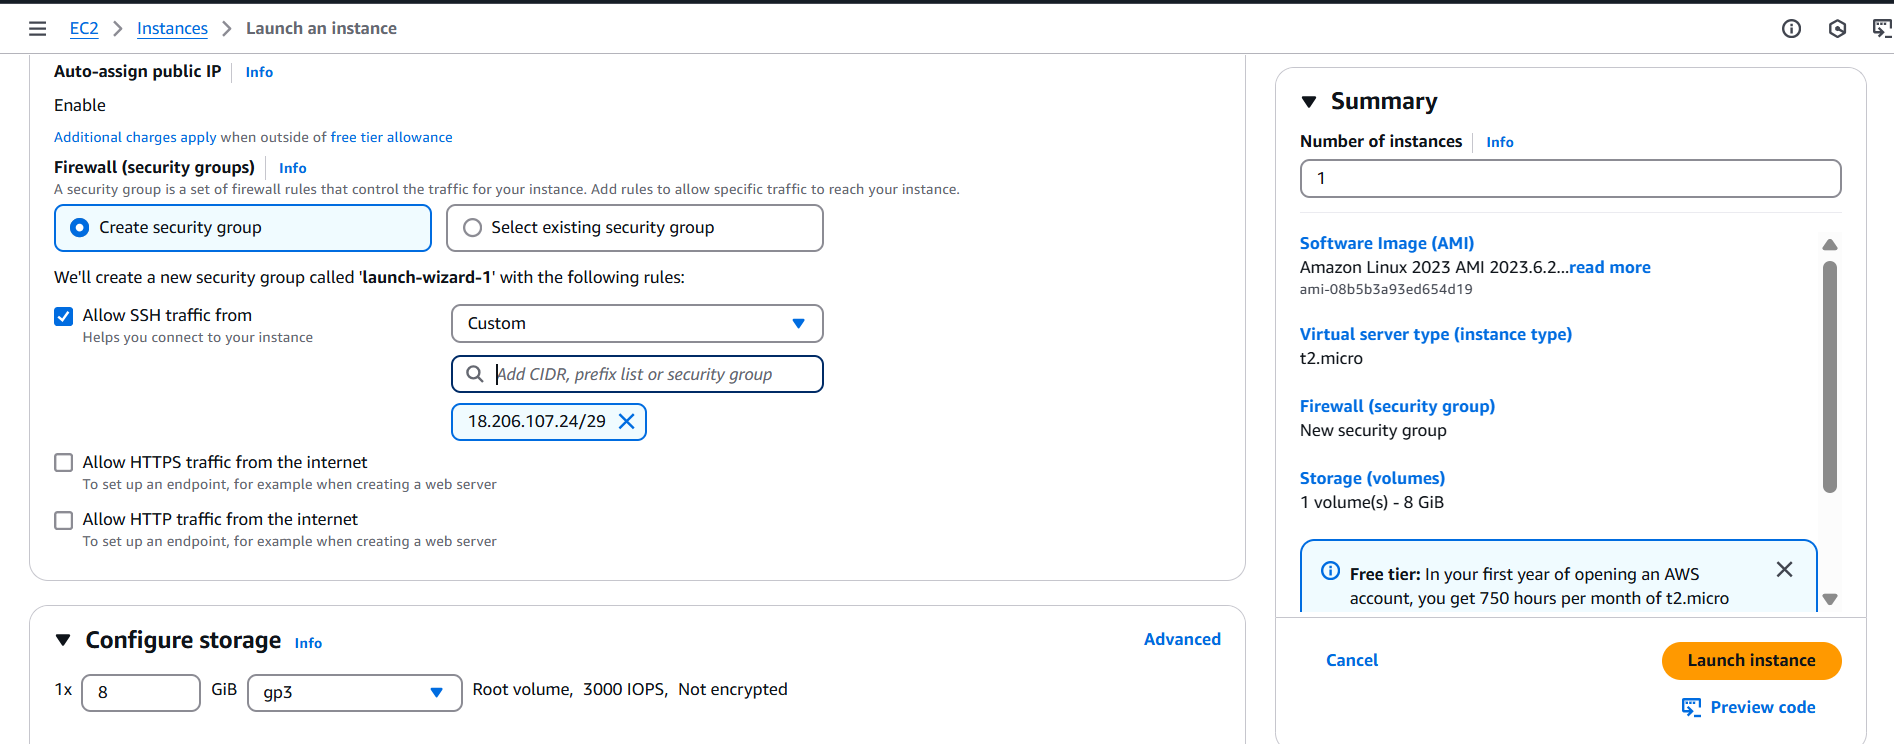 EC2 > Instances > Launch an instance
Auto-assign public IP Info
Enable
Additional charges apply when outside of free tier allowance
Firewall (security groups) Info
A security group is a set of firewall rules that control the traffic for your instance. Add rules to allow specific traffic to reach your instance.
Create security group
Select existing security group
We'll create a new security group called 'launch-wizard-1' with the following rules:
Allow SSH traffic from
Helps you connect to your instance
Custom
Add CIDR, prefix list or security group
18.206.107.24/29
Allow HTTPS traffic from the internet
To set up an endpoint, for example when creating a web server
Allow HTTP traffic from the internet
To set up an endpoint, for example when creating a web server
Configure storage Info
Advanced
1x 8 GiB gp3 Root volume, 3000 IOPS, Not encrypted
Summary
Number of instances Info
1
Software Image (AMI)
Amazon Linux 2023 AMI 2023.6.2...read more
ami-08b5b3a93ed654d19
Virtual server type (instance type)
t2.micro
Firewall (security group)
New security group
Storage (volumes)
1 volume(s) - 8 GiB
Free tier: In your first year of opening an AWS
account, you get 750 hours per month of t2.micro
Cancel
Launch instance
Preview code